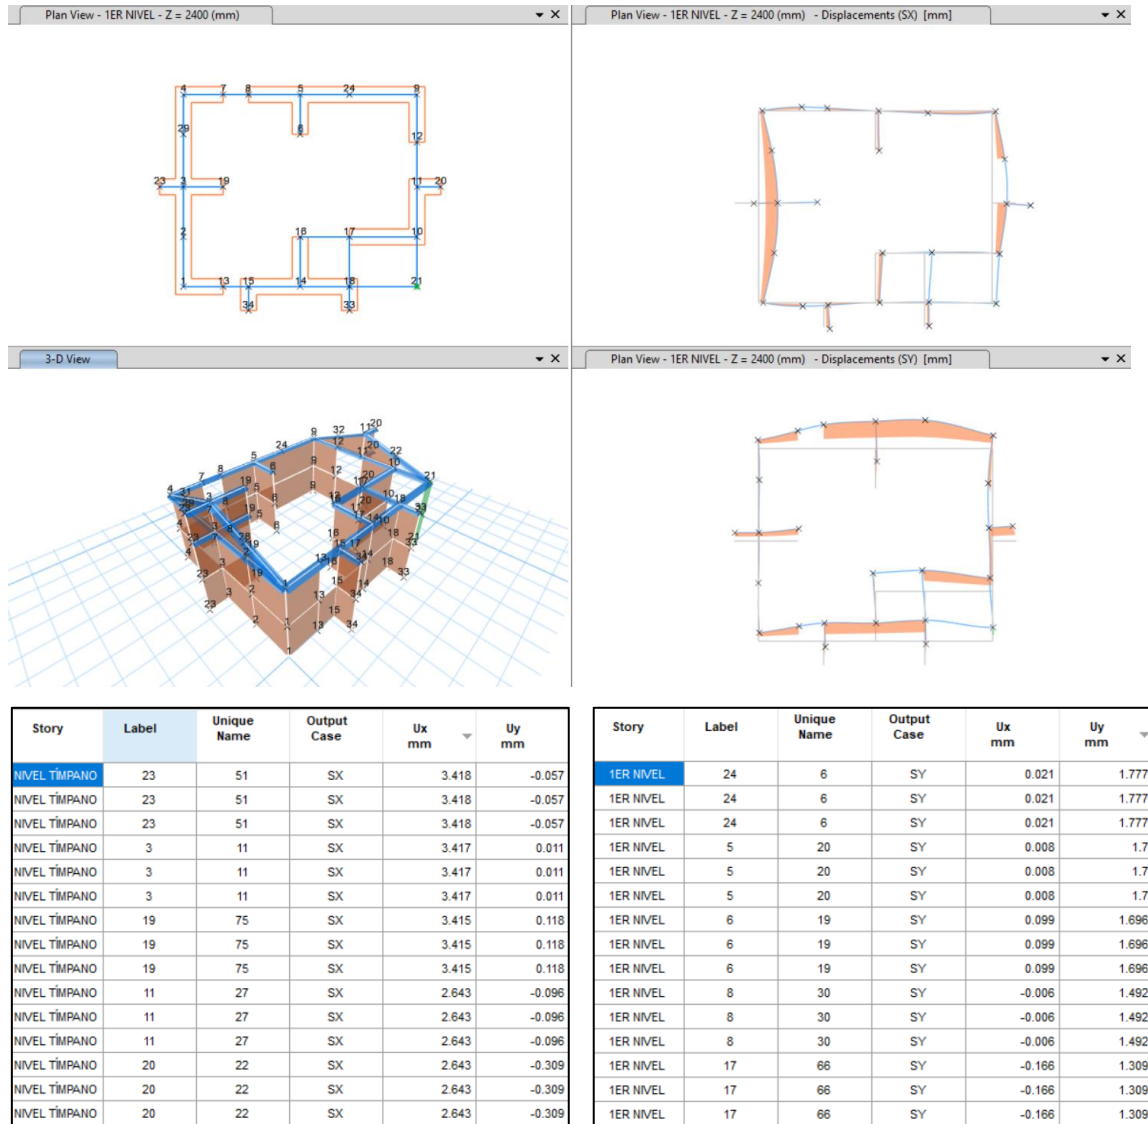 Plan View - 1ER NIVEL - Z = 2400 (mm)
4 7 8 5 24 9
29 6 12
23 3 19 11 20
2 16 17 10
1 13 15 14 18 21
34 33
Plan View - 1ER NIVEL - Z = 2400 (mm) - Displacements (SX) [mm]
3-D View
Plan View - 1ER NIVEL - Z = 2400 (mm) - Displacements (SY) [mm]
Story Label Unique Name Output Case Ux mm Uy mm
NIVEL TÍMPANO 23 51 SX 3.418 -0.057
NIVEL TÍMPANO 23 51 SX 3.418 -0.057
NIVEL TÍMPANO 23 51 SX 3.418 -0.057
NIVEL TÍMPANO 3 11 SX 3.417 0.011
NIVEL TÍMPANO 3 11 SX 3.417 0.011
NIVEL TÍMPANO 3 11 SX 3.417 0.011
NIVEL TÍMPANO 19 75 SX 3.415 0.118
NIVEL TÍMPANO 19 75 SX 3.415 0.118
NIVEL TÍMPANO 19 75 SX 3.415 0.118
NIVEL TÍMPANO 11 27 SX 2.643 -0.096
NIVEL TÍMPANO 11 27 SX 2.643 -0.096
NIVEL TÍMPANO 11 27 SX 2.643 -0.096
NIVEL TÍMPANO 20 22 SX 2.643 -0.309
NIVEL TÍMPANO 20 22 SX 2.643 -0.309
NIVEL TÍMPANO 20 22 SX 2.643 -0.309
Story Label Unique Name Output Case Ux mm Uy mm
1ER NIVEL 24 6 SY 0.021 1.777
1ER NIVEL 24 6 SY 0.021 1.777
1ER NIVEL 24 6 SY 0.021 1.777
1ER NIVEL 5 20 SY 0.008 1.7
1ER NIVEL 5 20 SY 0.008 1.7
1ER NIVEL 5 20 SY 0.008 1.7
1ER NIVEL 6 19 SY 0.099 1.696
1ER NIVEL 6 19 SY 0.099 1.696
1ER NIVEL 6 19 SY 0.099 1.696
1ER NIVEL 8 30 SY -0.006 1.492
1ER NIVEL 8 30 SY -0.006 1.492
1ER NIVEL 8 30 SY -0.006 1.492
1ER NIVEL 17 66 SY -0.166 1.309
1ER NIVEL 17 66 SY -0.166 1.309
1ER NIVEL 17 66 SY -0.166 1.309